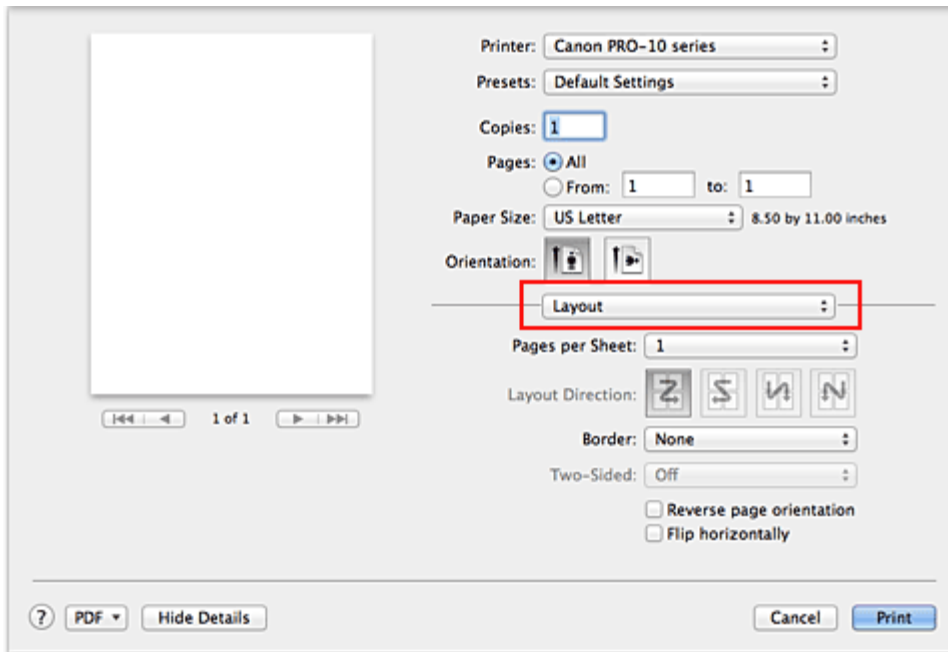 Printer: Canon PRO-10 series
Presets: Default Settings
Copies: 1
Pages: All
From: 1 to: 1
Paper Size: US Letter 8.50 by 11.00 inches
Orientation:
Layout
Pages per Sheet: 1
Layout Direction:
1 of 1
Border: None
Two-Sided: Off
Reverse page orientation
Flip horizontally
? PDF Hide Details Cancel Print